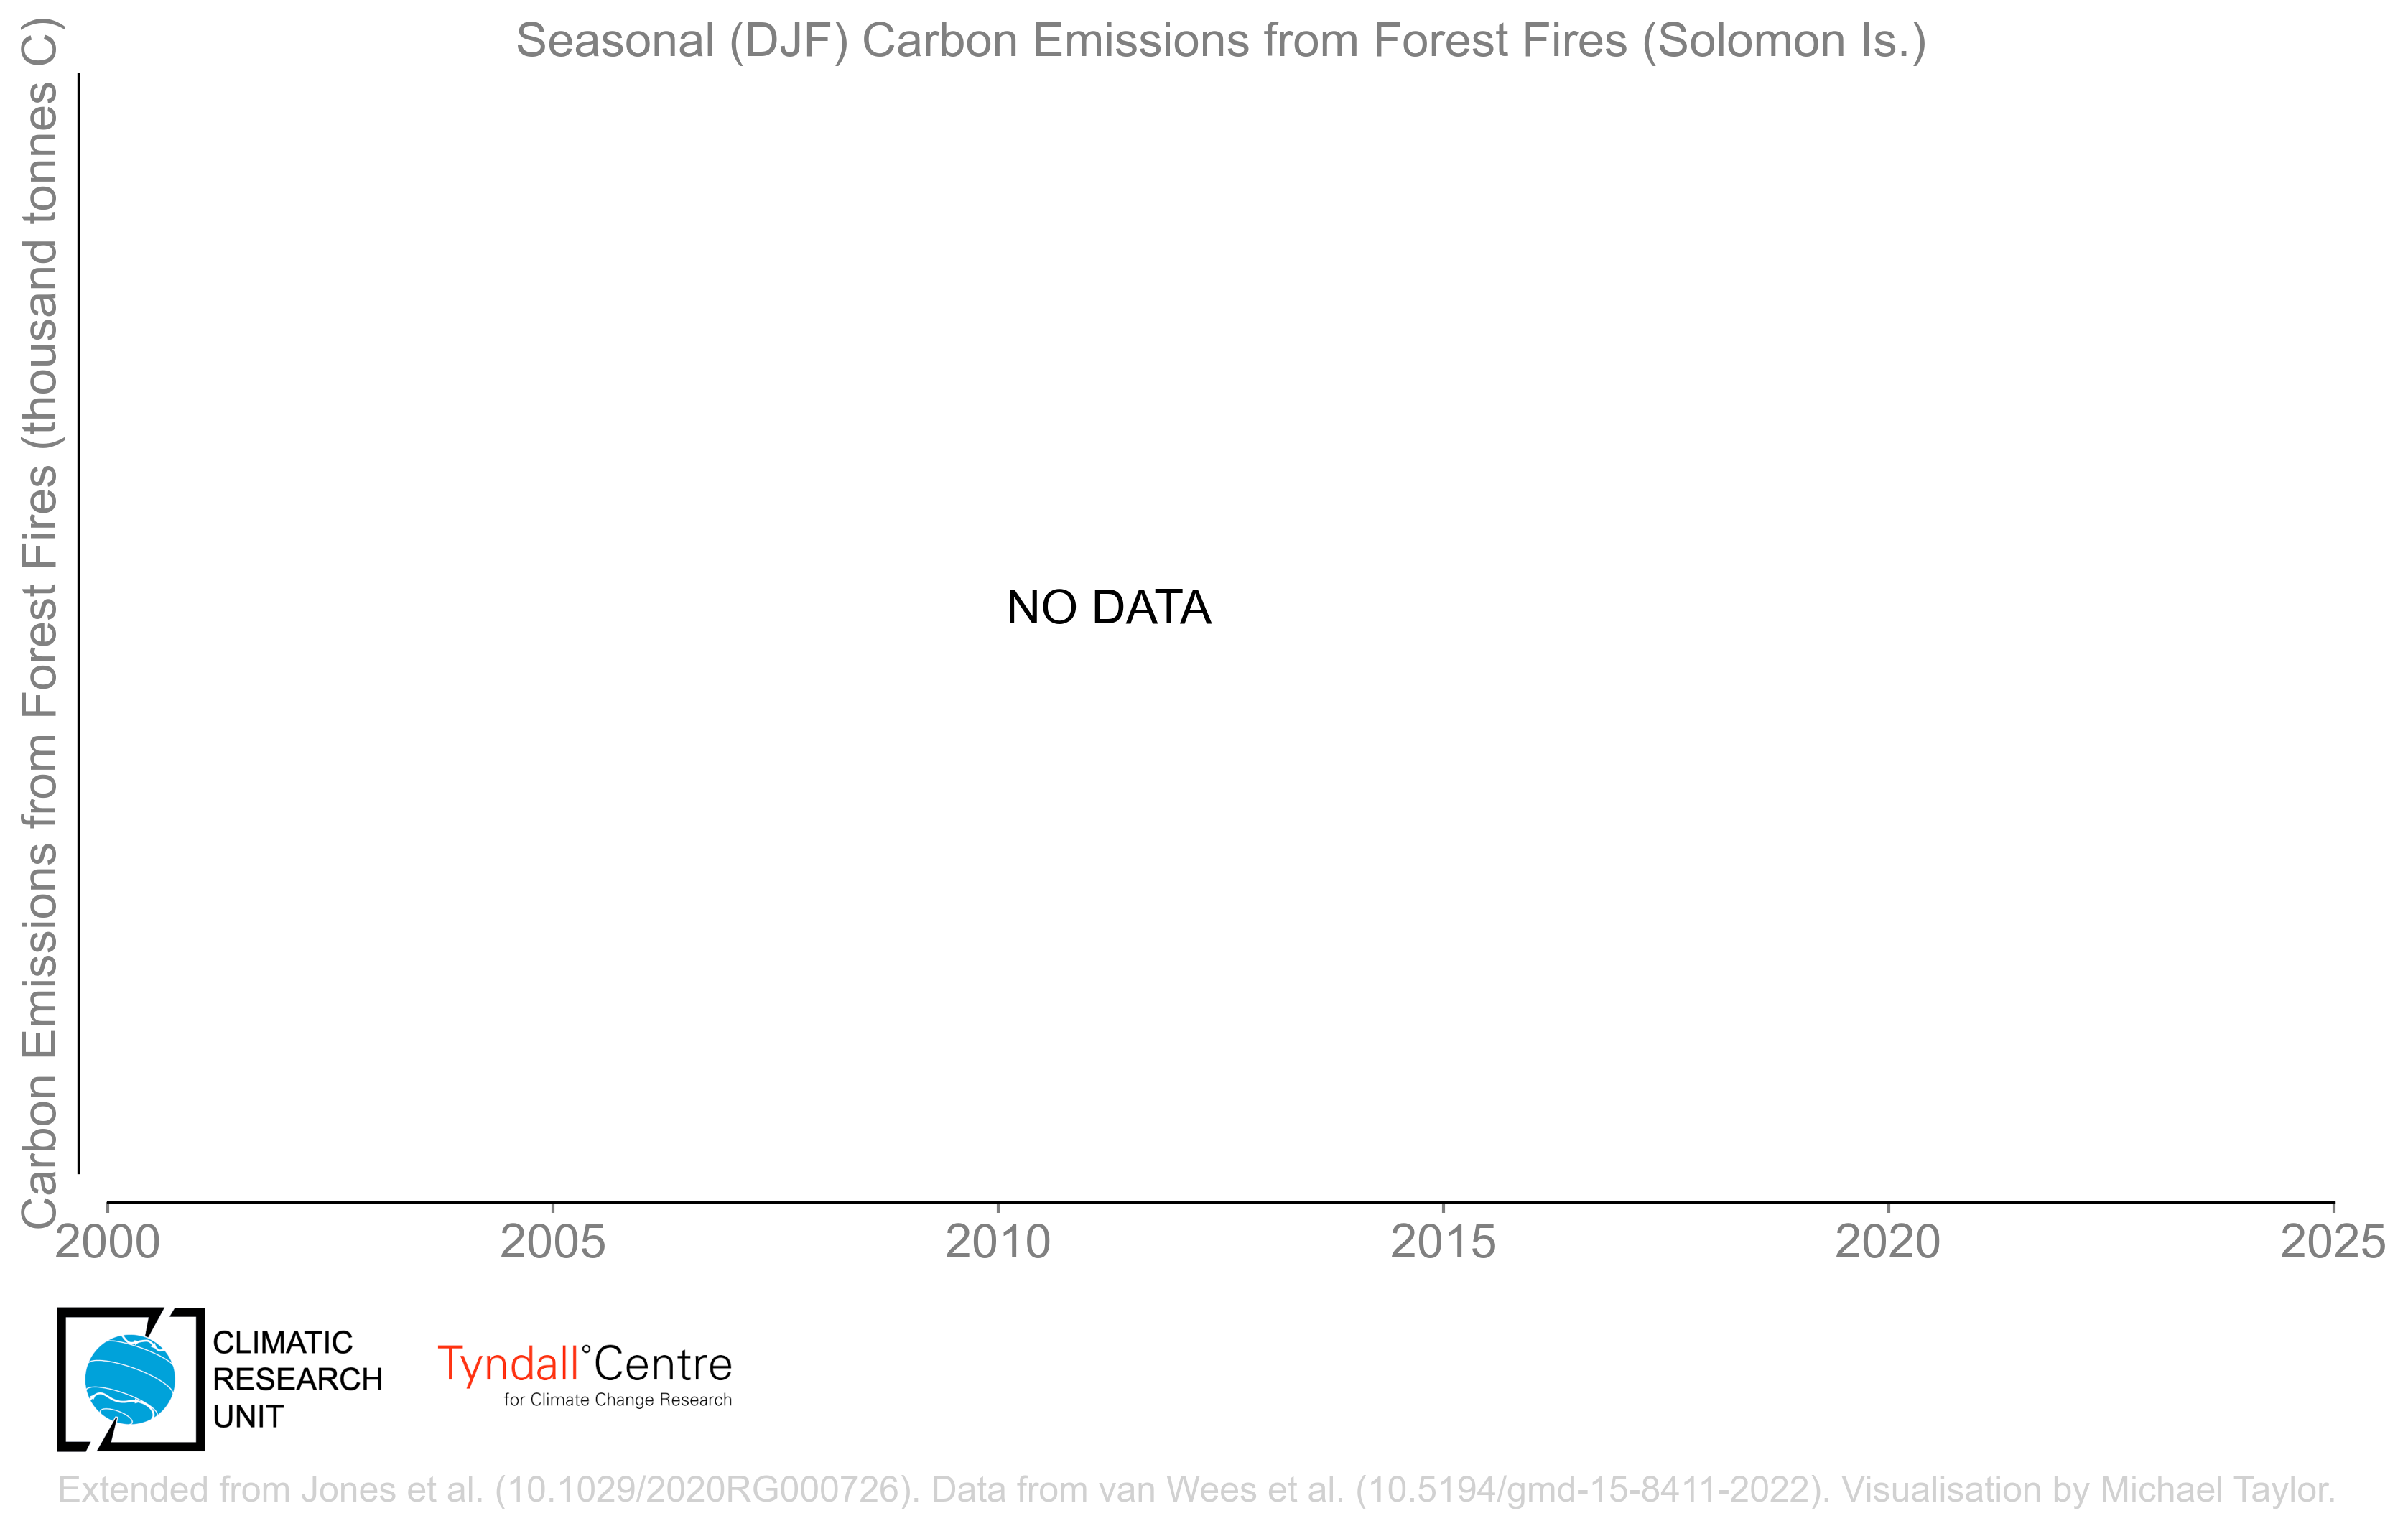 Seasonal (DJF) Carbon Emissions from Forest Fires (Solomon Is.)
Carbon Emissions from Forest Fires (thousand tonnes C)
NO DATA
2000 2005 2010 2015 2020 2025
CLIMATIC
RESEARCH
UNIT
Tyndall°Centre
for Climate Change Research
Extended from Jones et al. (10.1029/2020RG000726). Data from van Wees et al. (10.5194/gmd-15-8411-2022). Visualisation by Michael Taylor.